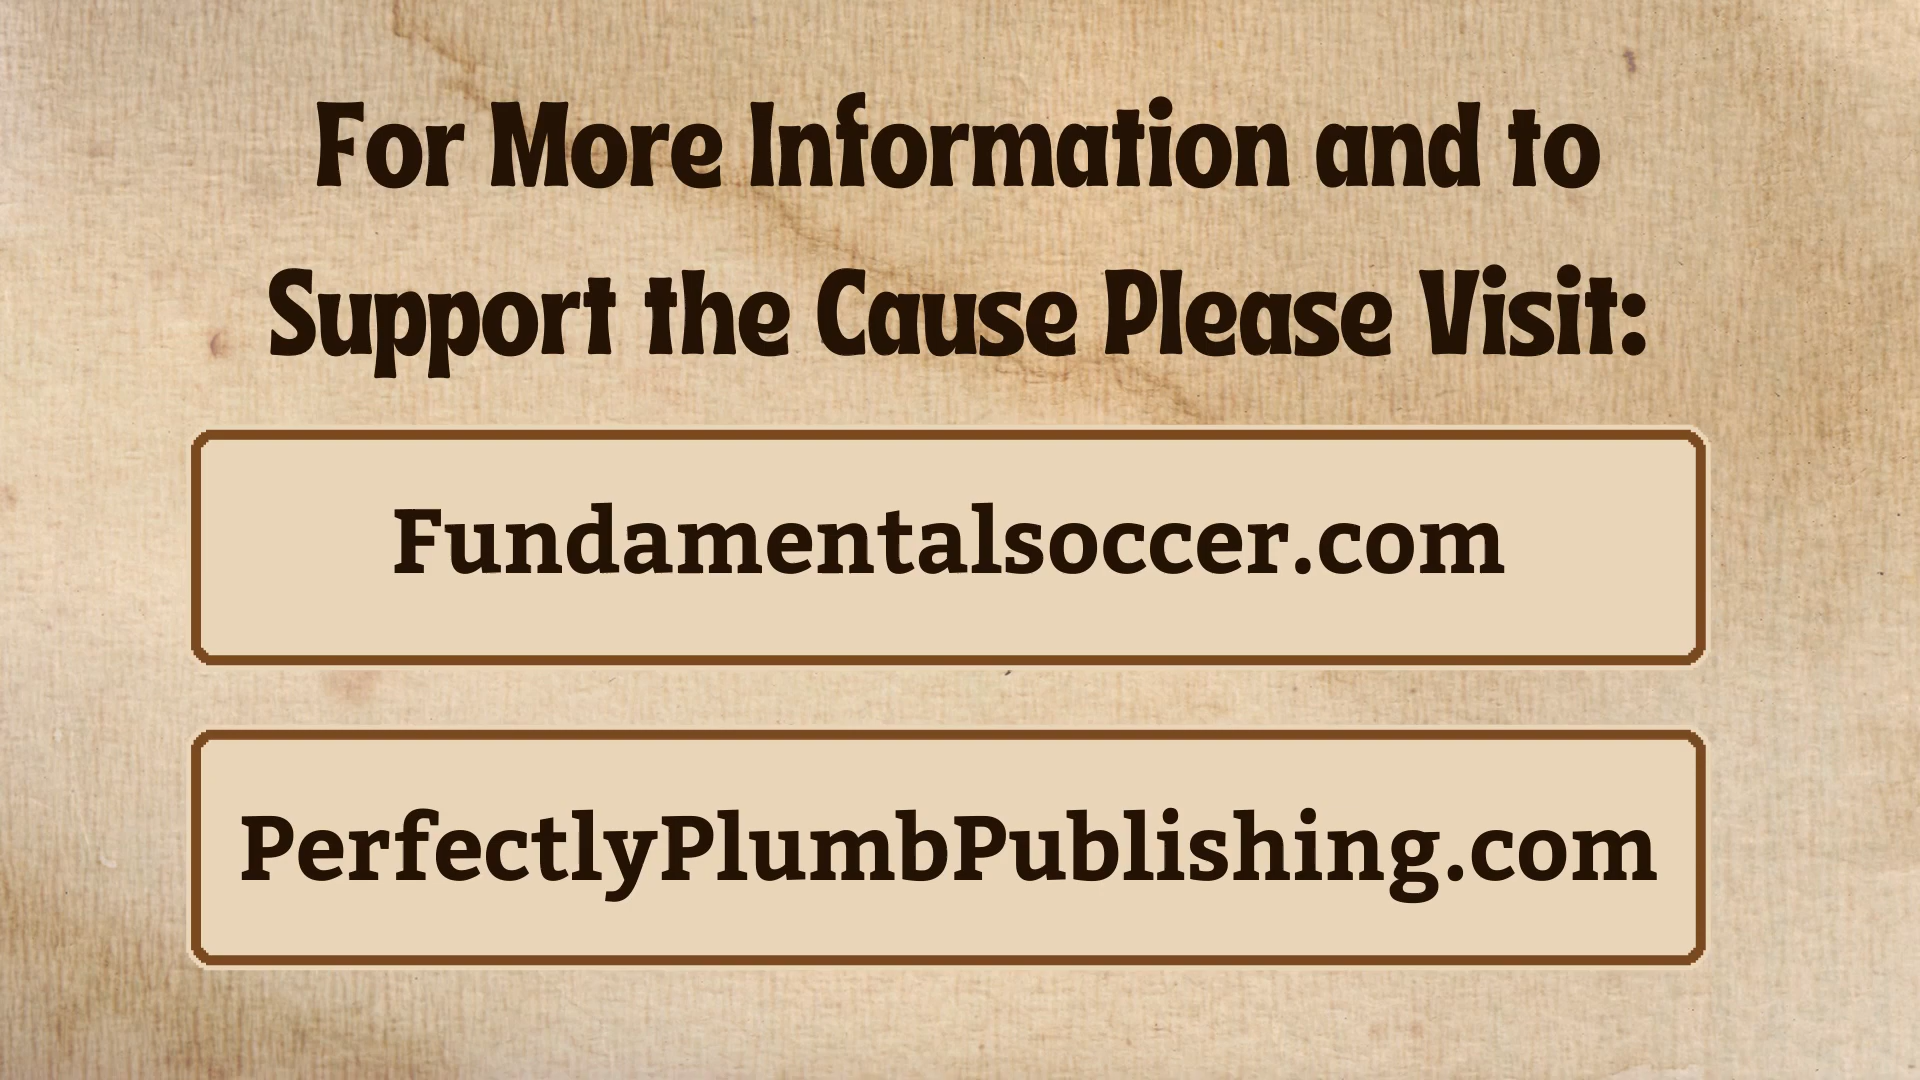 For More Information and to
Support the Cause Please Visit:
Fundamentalsoccer.com
PerfectlyPlumbPublishing.com